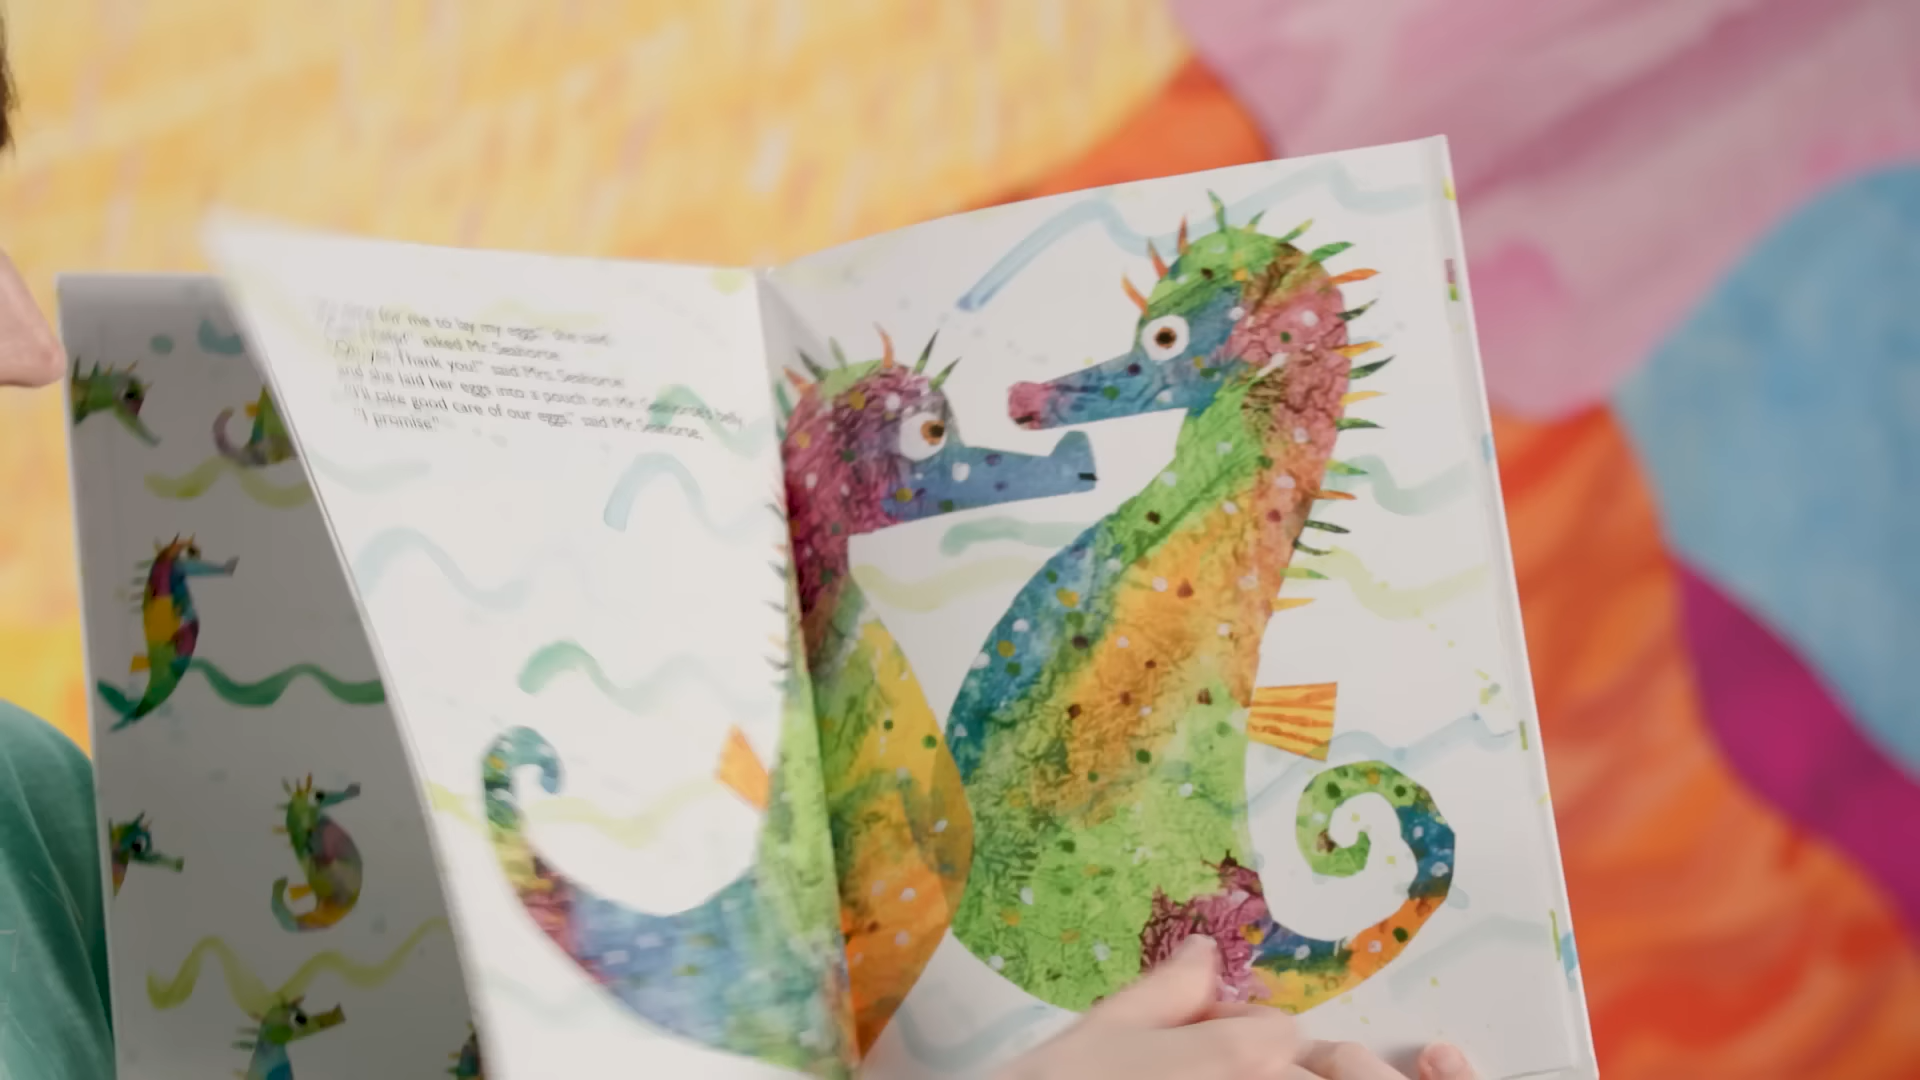 for me to lay my eggs," she said.
asked Mr. Seahorse.
"Oh, yes. Thank you!" said Mrs. Seahorse,
and she laid her eggs into a pouch on Mr. Seahorse's belly.
"I'll take good care of our eggs," said Mr. Seahorse.
"I promise."